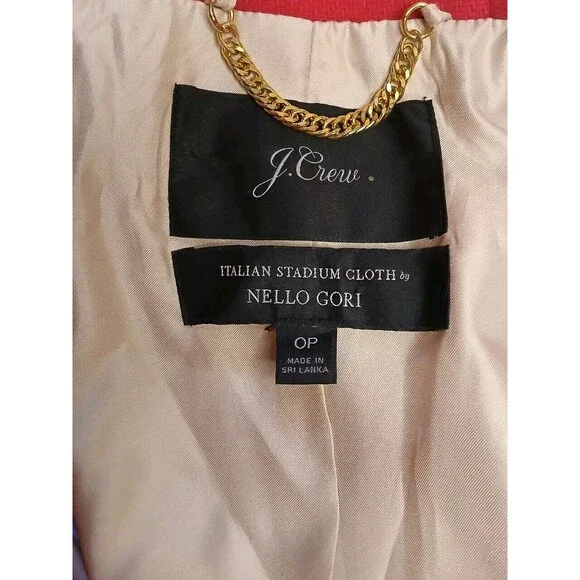 J.Crew.
ITALIAN STADIUM CLOTH by
NELLO GORI
OP
MADE IN
SRI LANKA